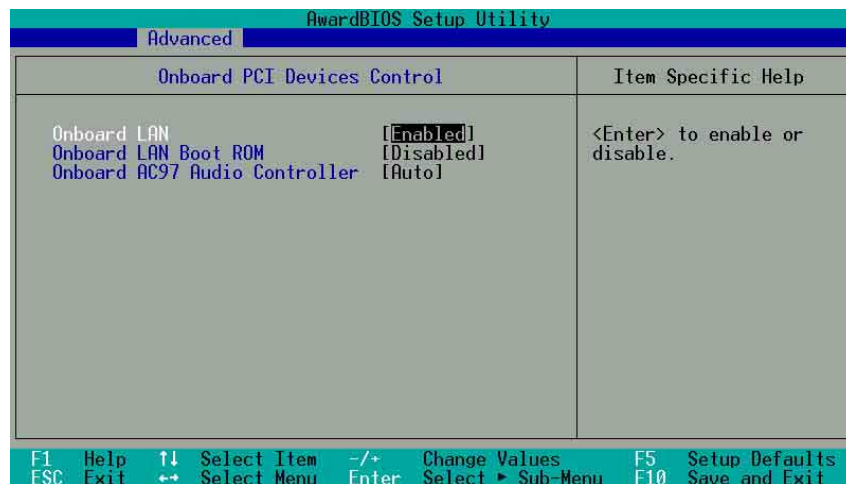 AwardBIOS Setup Utility
Advanced
Onboard PCI Devices Control
Item Specific Help
Onboard LAN [Enabled]
Onboard LAN Boot ROM [Disabled]
Onboard AC97 Audio Controller [Auto]
<Enter> to enable or
disable.
F1 Help ↑↓ Select Item -/+ Change Values F5 Setup Defaults
ESC Exit ←→ Select Menu Enter Select ► Sub-Menu F10 Save and Exit